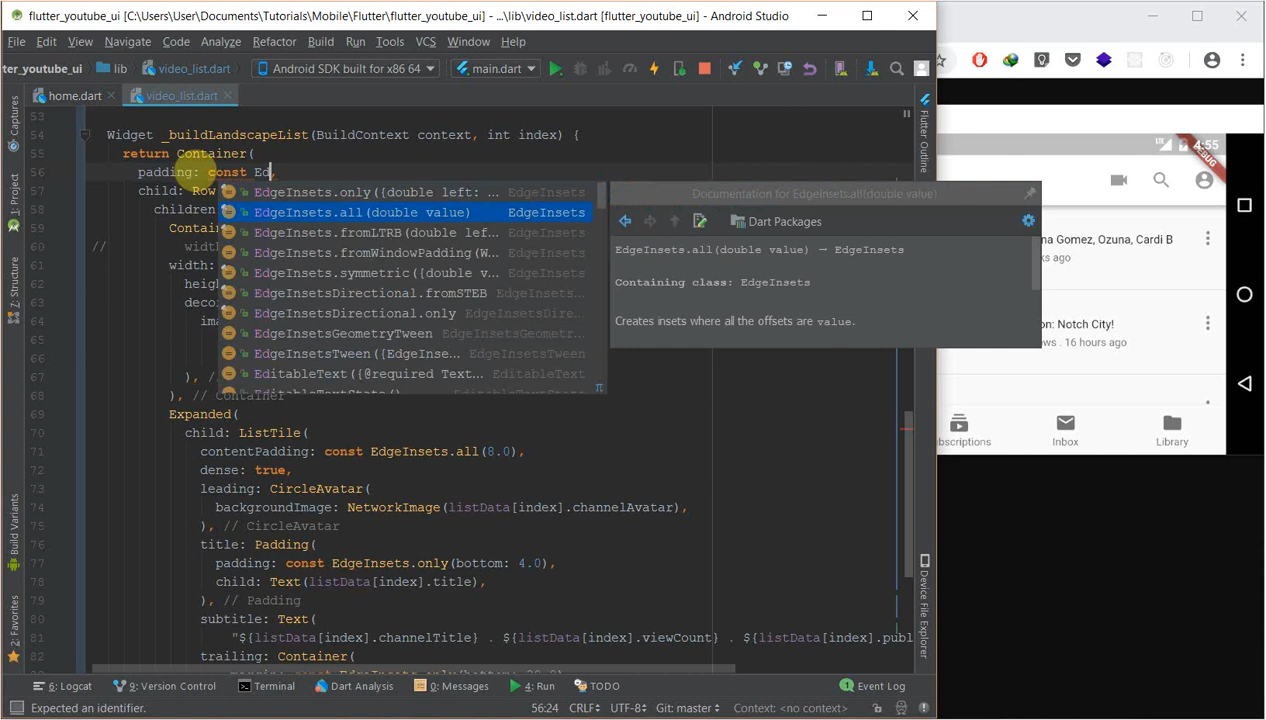 flutter_youtube_ui [C:\Users\User\Documents\Tutorials\Mobile\Flutter\flutter_youtube_ui] - ...\lib\video_list.dart [flutter_youtube_ui] - Android Studio
File Edit View Navigate Code Analyze Refactor Build Run Tools VCS Window Help
tter_youtube_ui lib video_list.dart Android SDK built for x86 64 main.dart
home.dart video_list.dart
53
54 Widget _buildLandscapeList(BuildContext context, int index) {
55 return Container(
56 padding: const Ed,
57 child: Row
58 children
59 Contain
60 // width
61 width:
62 heigh
63 deco
64 ima
65
66
67 ), //
68 ), // Container
69 Expanded(
70 child: ListTile(
71 contentPadding: const EdgeInsets.all(8.0),
72 dense: true,
73 leading: CircleAvatar(
74 backgroundImage: NetworkImage(listData[index].channelAvatar),
75 ), // CircleAvatar
76 title: Padding(
77 padding: const EdgeInsets.only(bottom: 4.0),
78 child: Text(listData[index].title),
79 ), // Padding
80 subtitle: Text(
81 "${listData[index].channelTitle} . ${listData[index].viewCount} . ${listData[index].publ
82 trailing: Container(
EdgeInsets.only({double left: ... EdgeInsets
EdgeInsets.all(double value) EdgeInsets
EdgeInsets.fromLTRB(double lef... EdgeInsets
EdgeInsets.fromWindowPadding(W... EdgeInsets
EdgeInsets.symmetric({double v... EdgeInsets
EdgeInsetsDirectional.fromSTEB EdgeInsets...
EdgeInsetsDirectional.only EdgeInsetsDire...
EdgeInsetsGeometryTween EdgeInsetsGeometr...
EdgeInsetsTween({EdgeInse... EdgeInsetsTween
EditableText({@required Text... EditableText
π
Documentation for EdgeInsets.all(double value)
Dart Packages
EdgeInsets.all(double value) → EdgeInsets
Containing class: EdgeInsets
Creates insets where all the offsets are value.
Captures
1: Project
7: Structure
Build Variants
2: Favorites
Flutter Outline
Device File Explorer
6: Logcat 9: Version Control Terminal Dart Analysis 0: Messages 4: Run TODO Event Log
Expected an identifier. 56:24 CRLF UTF-8 Git: master Context: <no context>
4:55
DEBUG
na Gomez, Ozuna, Cardi B
ks ago
on: Notch City!
ews . 16 hours ago
bscriptions Inbox Library